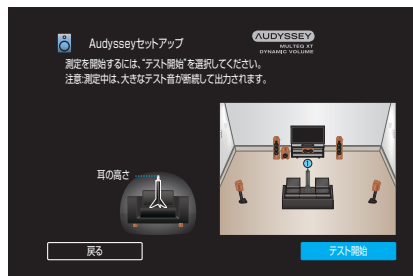 Audysseyセットアップ
AUDYSSEY
MULTEQ XT
DYNAMIC VOLUME
測定を開始するには、“テスト開始”を選択してください。
注意:測定中は、大きなテスト音が断続して出力されます。
耳の高さ
1
戻る
テスト開始